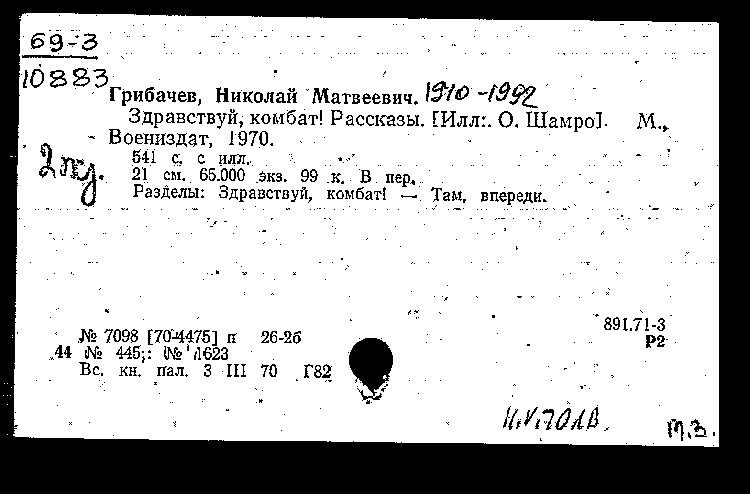 69-3
10883
Грибачев, Николай Матвеевич. 1910-1992
Здравствуй, комбат! Рассказы. [Илл.: О. Шамро]. М.,
Воениздат, 1970.
2 экз.
541 с. с илл.
21 см. 65.000 экз. 99 к. В пер.
Разделы: Здравствуй, комбат! — Там, впереди.
891.71-3
Р2
№ 7098 [70-4475] п 26-2б
44 № 445; № 1623
Вс. кн. пал. 3 III 70 Г82
М.З.